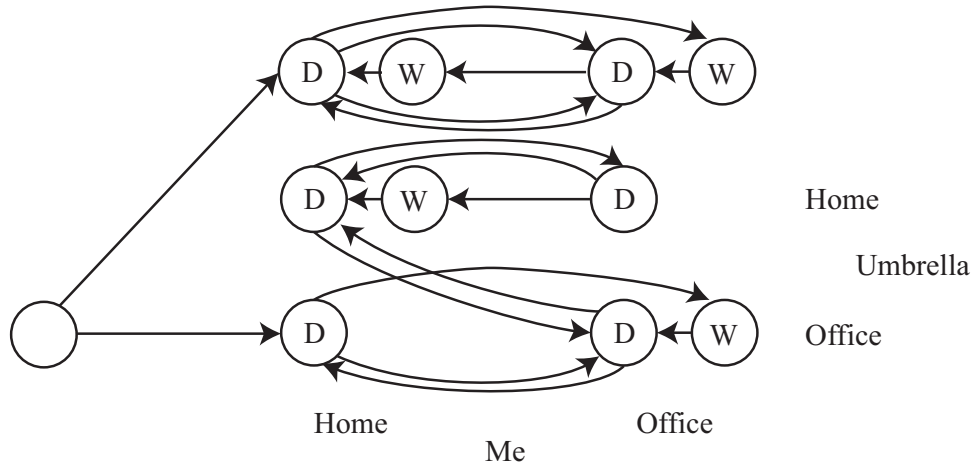 D W D W
D W D Home
Umbrella
D D W Office
Home Office
Me